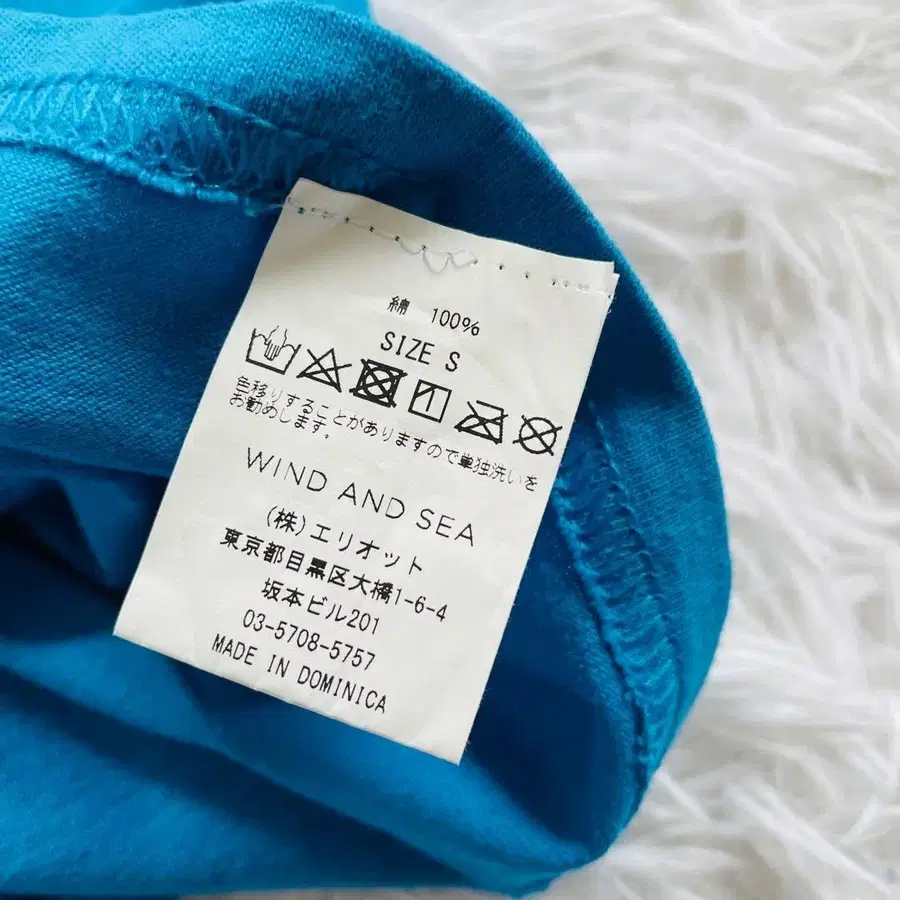 綿 100%
SIZE S
色移りすることがありますので単独洗いを
お勧めします。
WIND AND SEA
(株)エリオット
東京都目黒区大橋1-6-4
坂本ビル201
03-5708-5757
MADE IN DOMINICA